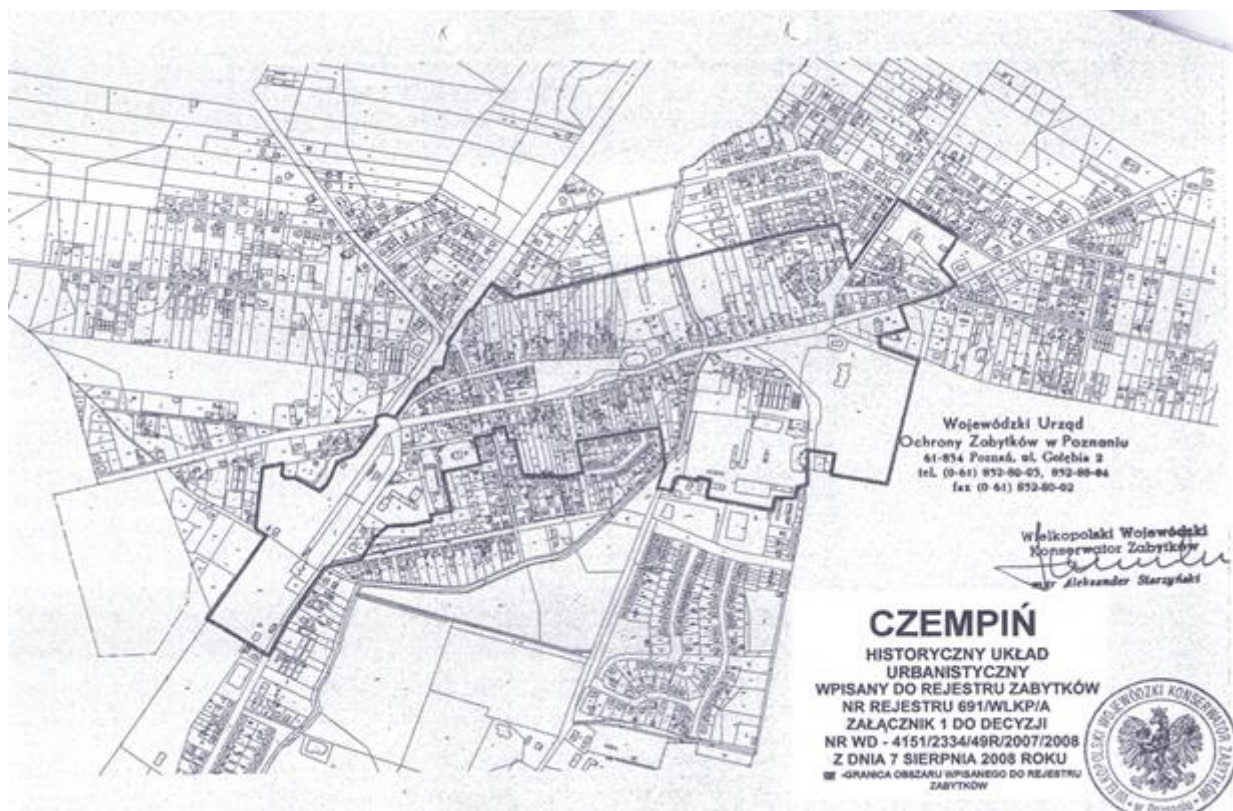 Wojewódzki Urząd
Ochrony Zabytków w Poznaniu
61-834 Poznań, ul. Gołębia 2
tel. (0-61) 852-80-03, 852-80-04
fax (0-61) 852-80-02
Wielkopolski Wojewódzki
Konserwator Zabytków
mgr Aleksander Starzyński
CZEMPIŃ
HISTORYCZNY UKŁAD
URBANISTYCZNY
WPISANY DO REJESTRU ZABYTKÓW
NR REJESTRU 691/WLKP/A
ZAŁĄCZNIK 1 DO DECYZJI
NR WD - 4151/2334/49R/2007/2008
Z DNIA 7 SIERPNIA 2008 ROKU
-GRANICA OBSZARU WPISANEGO DO REJESTRU
ZABYTKÓW
WIELKOPOLSKI WOJEWÓDZKI KONSERWATOR ZABYTKÓW